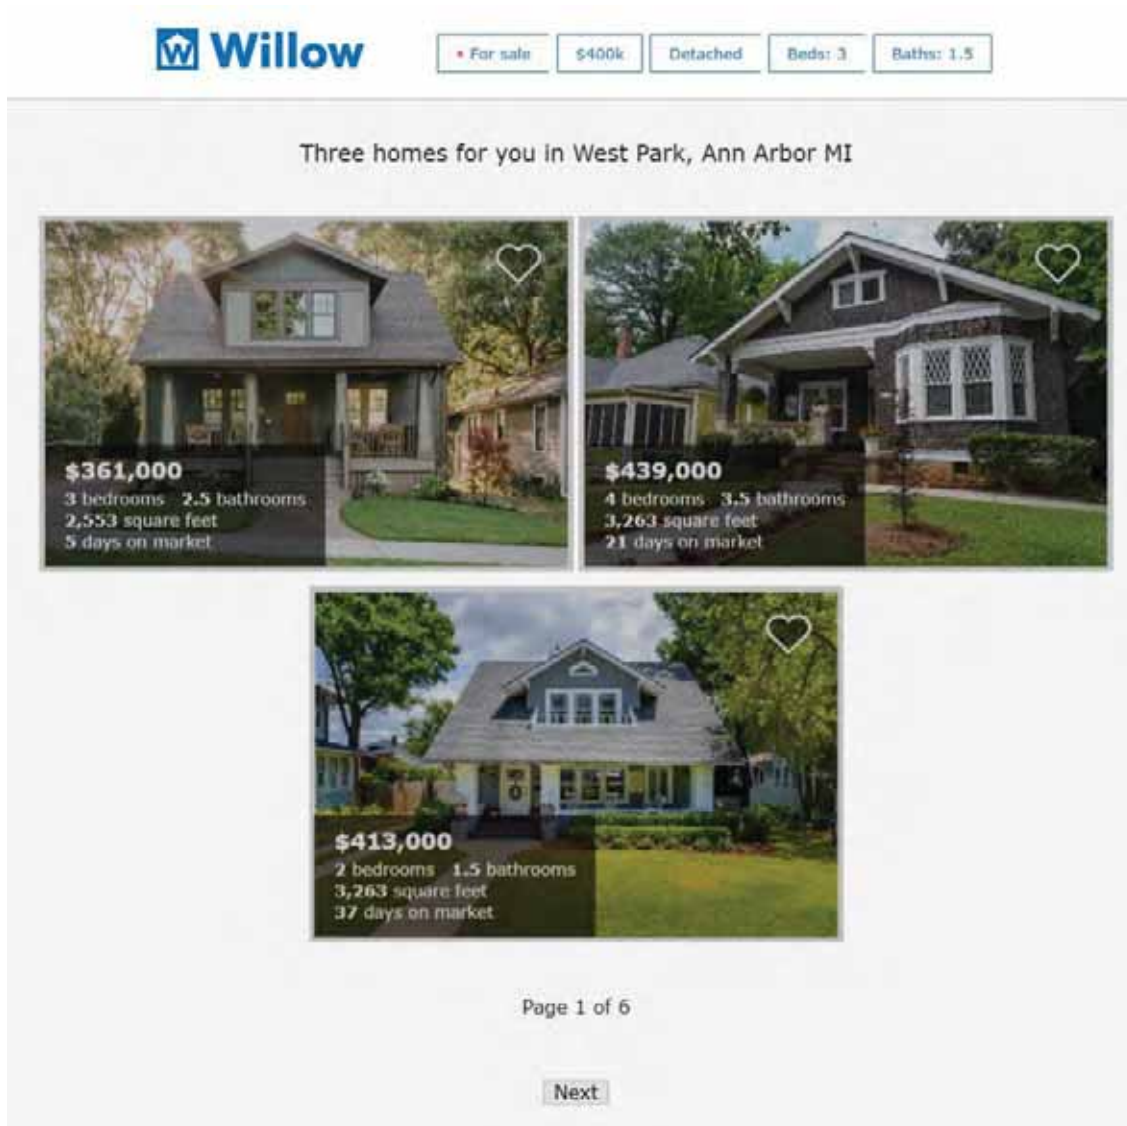 W Willow
For sale
$400k
Detached
Beds: 3
Baths: 1.5
Three homes for you in West Park, Ann Arbor MI
$361,000
3 bedrooms 2.5 bathrooms
2,553 square feet
5 days on market
$439,000
4 bedrooms 3.5 bathrooms
3,263 square feet
21 days on market
$413,000
2 bedrooms 1.5 bathrooms
3,263 square feet
37 days on market
Page 1 of 6
Next